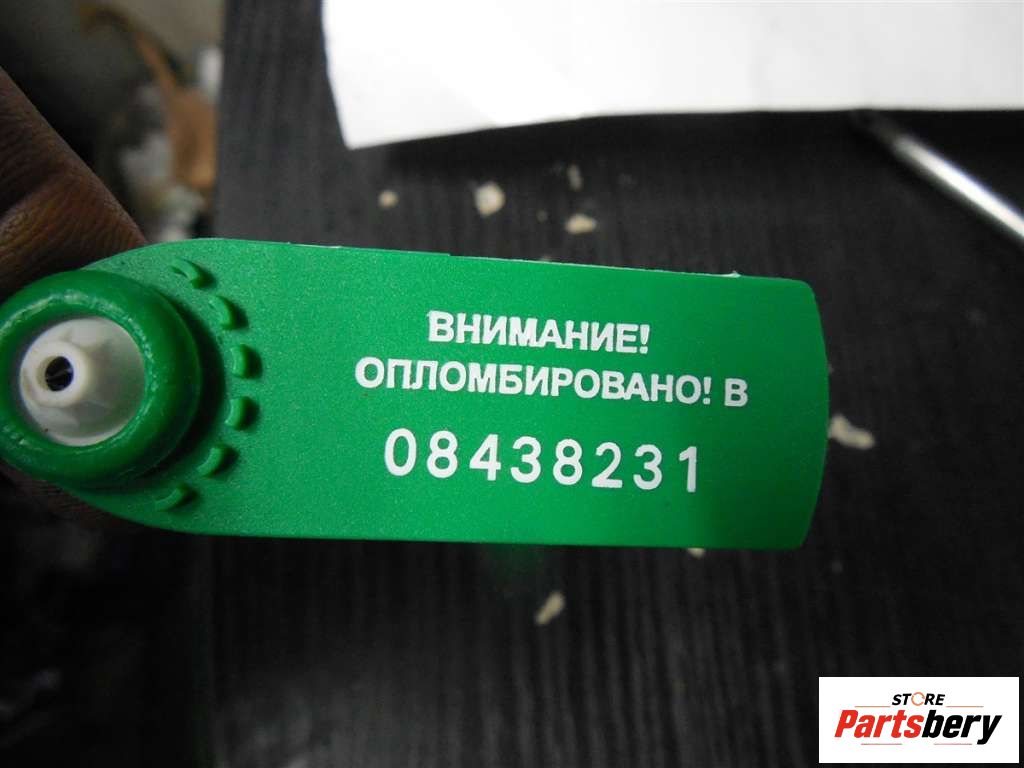 ВНИМАНИЕ!
ОПЛОМБИРОВАНО! В
08438231
STORE
Partsbery